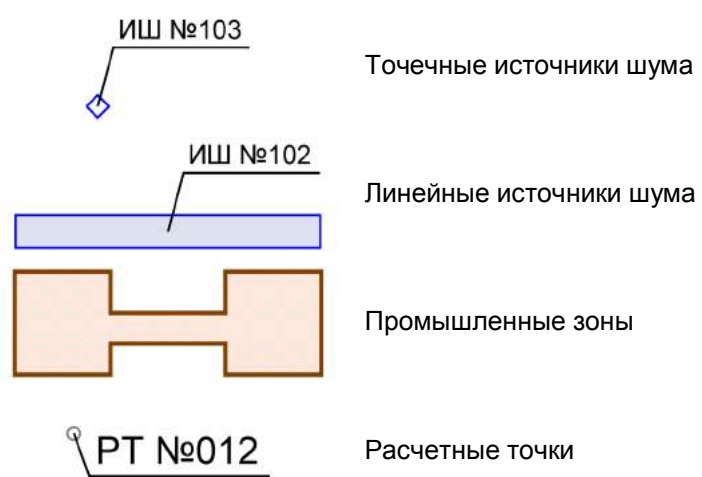 ИШ №103
Точечные источники шума
ИШ №102
Линейные источники шума
Промышленные зоны
РТ №012
Расчетные точки